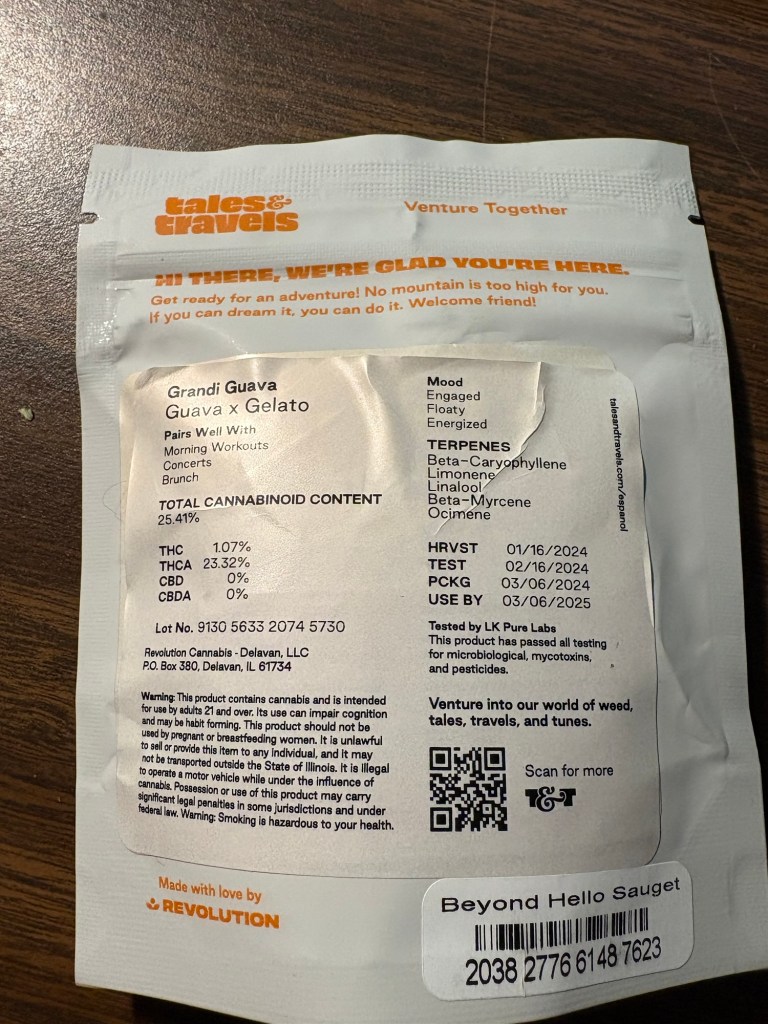 tales&
travels
Venture Together
HI THERE, WE'RE GLAD YOU'RE HERE.
Get ready for an adventure! No mountain is too high for you.
If you can dream it, you can do it. Welcome friend!
Grandi Guava
Guava x Gelato
Pairs Well With
Morning Workouts
Concerts
Brunch
TOTAL CANNABINOID CONTENT
25.41%
THC 1.07%
THCA 23.32%
CBD 0%
CBDA 0%
Lot No. 9130 5633 2074 5730
Revolution Cannabis - Delavan, LLC
P.O. Box 380, Delavan, IL 61734
Warning: This product contains cannabis and is intended
for use by adults 21 and over. Its use can impair cognition
and may be habit forming. This product should not be
used by pregnant or breastfeeding women. It is unlawful
to sell or provide this item to any individual, and it may
not be transported outside the State of Illinois. It is illegal
to operate a motor vehicle while under the influence of
cannabis. Possession or use of this product may carry
significant legal penalties in some jurisdictions and under
federal law. Warning: Smoking is hazardous to your health.
Mood
Engaged
Floaty
Energized
TERPENES
Beta-Caryophyllene
Limonene
Linalool
Beta-Myrcene
Ocimene
talesandtravels.com/espanol
HRVST 01/16/2024
TEST 02/16/2024
PCKG 03/06/2024
USE BY 03/06/2025
Tested by LK Pure Labs
This product has passed all testing
for microbiological, mycotoxins,
and pesticides.
Venture into our world of weed,
tales, travels, and tunes.
Scan for more
T&T
Made with love by
REVOLUTION
Beyond Hello Sauget
2038 2776 6148 7623